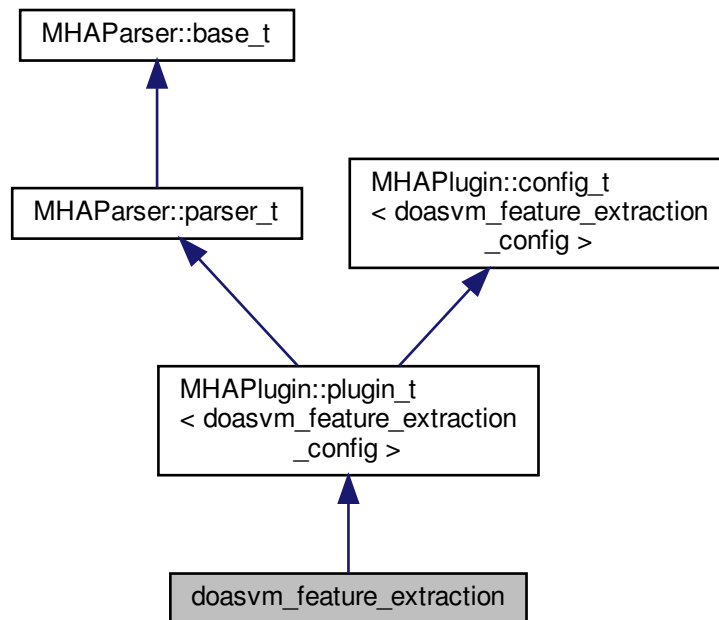 MHAParser::base_t
MHAParser::parser_t
MHAPlugin::config_t
< doasvm_feature_extraction
_config >
MHAPlugin::plugin_t
< doasvm_feature_extraction
_config >
doasvm_feature_extraction